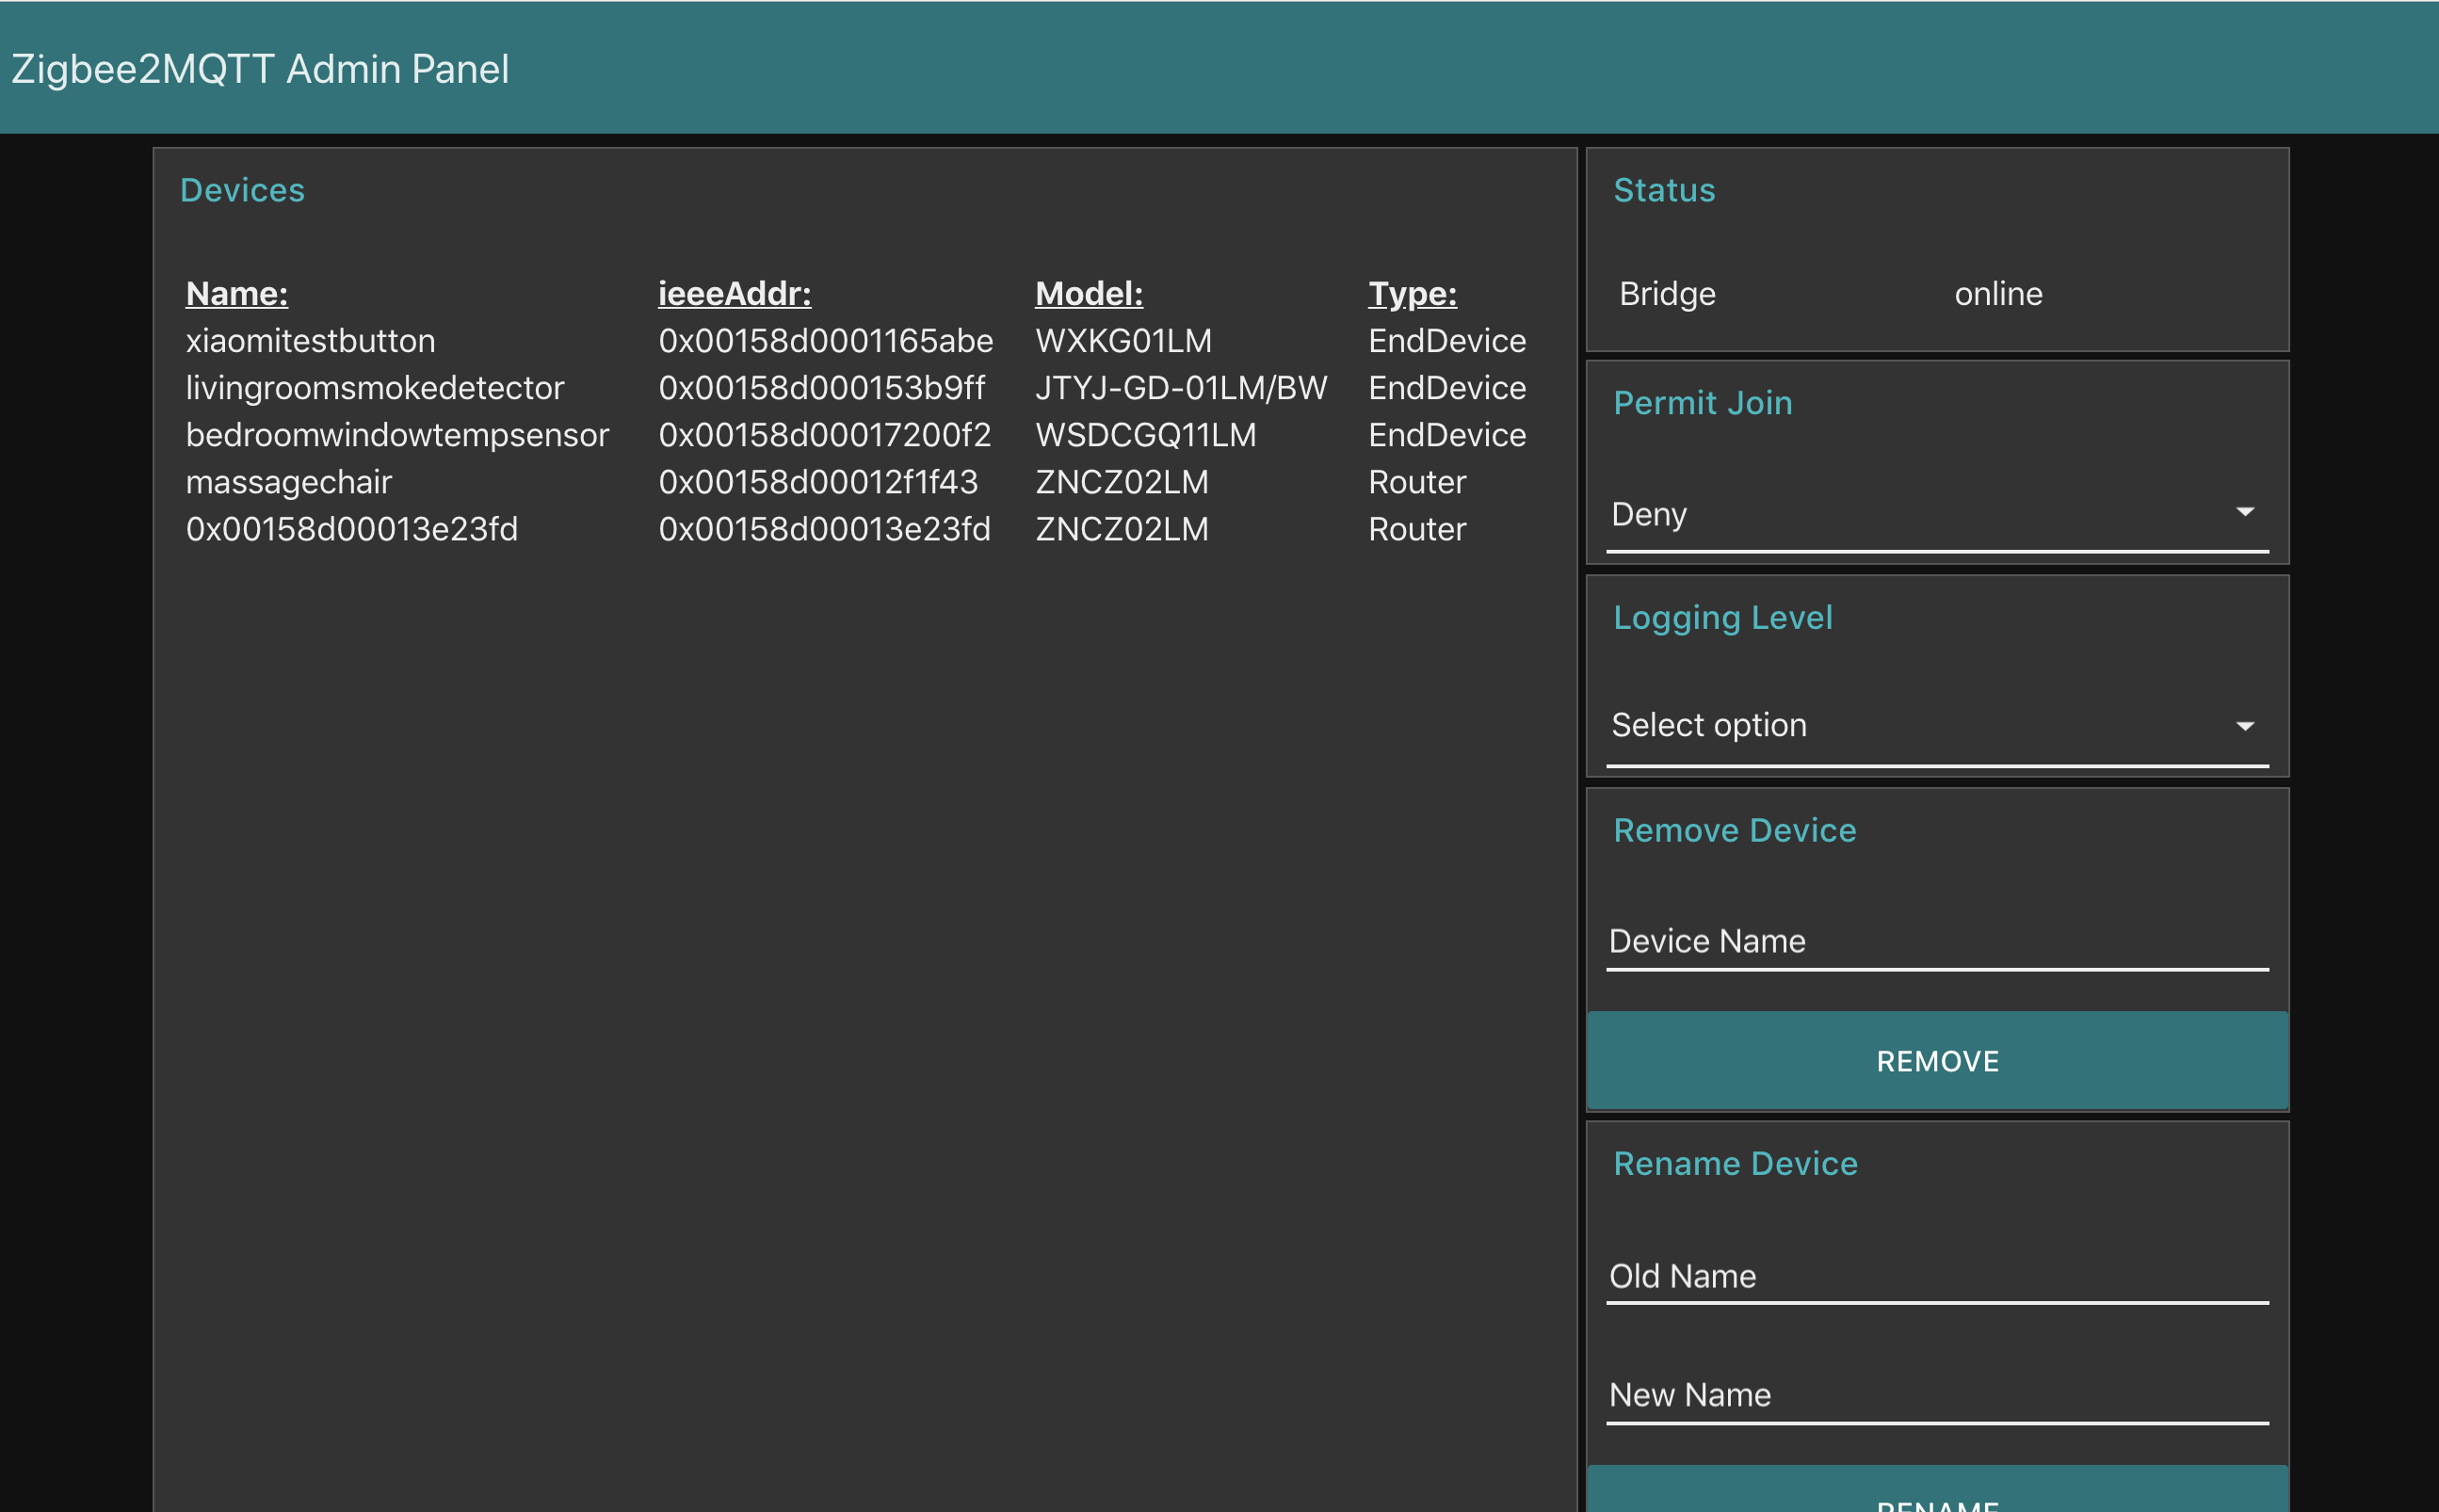 Zigbee2MQTT Admin Panel
Devices
Name: ieeeAddr: Model: Type:
xiaomitestbutton 0x00158d0001165abe WXKG01LM EndDevice
livingroomsmokedetector 0x00158d000153b9ff JTYJ-GD-01LM/BW EndDevice
bedroomwindowtempsensor 0x00158d00017200f2 WSDCGQ11LM EndDevice
massagechair 0x00158d00012f1f43 ZNCZ02LM Router
0x00158d00013e23fd 0x00158d00013e23fd ZNCZ02LM Router
Status
Bridge online
Permit Join
Deny
Logging Level
Select option
Remove Device
Device Name
REMOVE
Rename Device
Old Name
New Name
RENAME